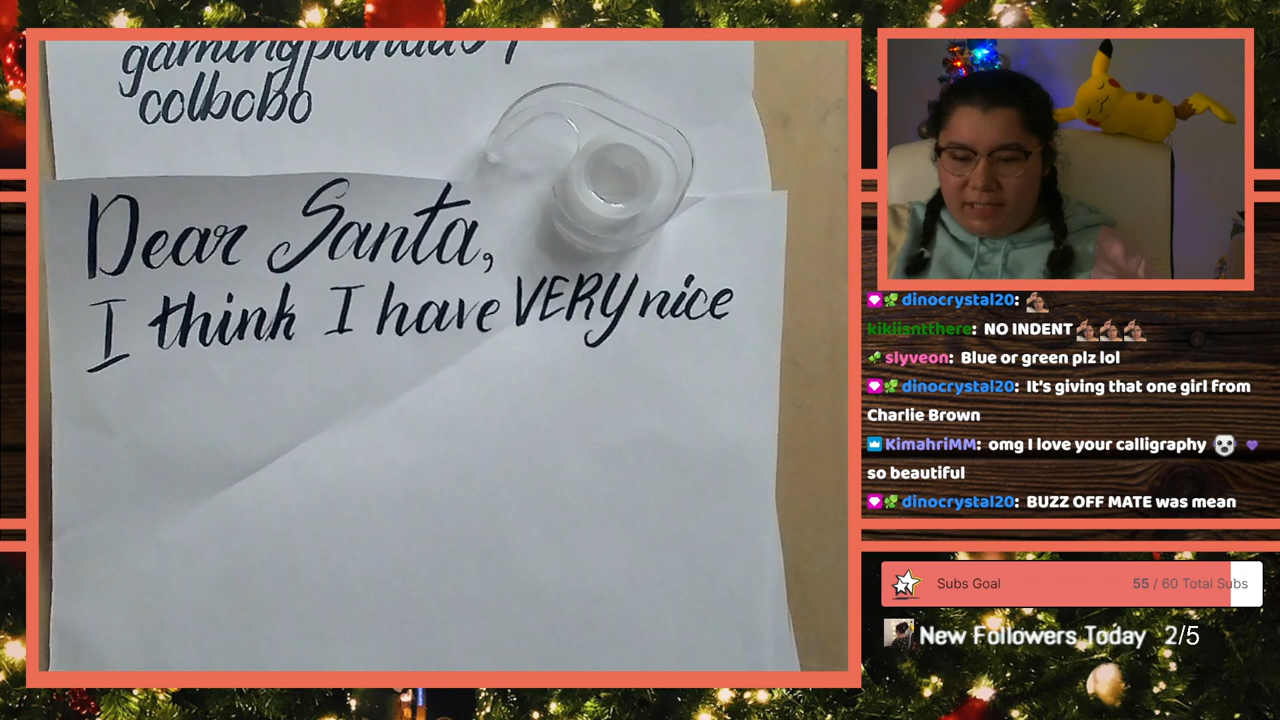 gamingpanda
colbobo
Dear Santa,
I think I have VERY nice
dinocrystal20:
kikiisntthere: NO INDENT
slyveon: Blue or green plz lol
dinocrystal20: It's giving that one girl from
Charlie Brown
KimahriMM: omg I love your calligraphy
so beautiful
dinocrystal20: BUZZ OFF MATE was mean
Subs Goal 55 / 60 Total Subs
New Followers Today 2/5